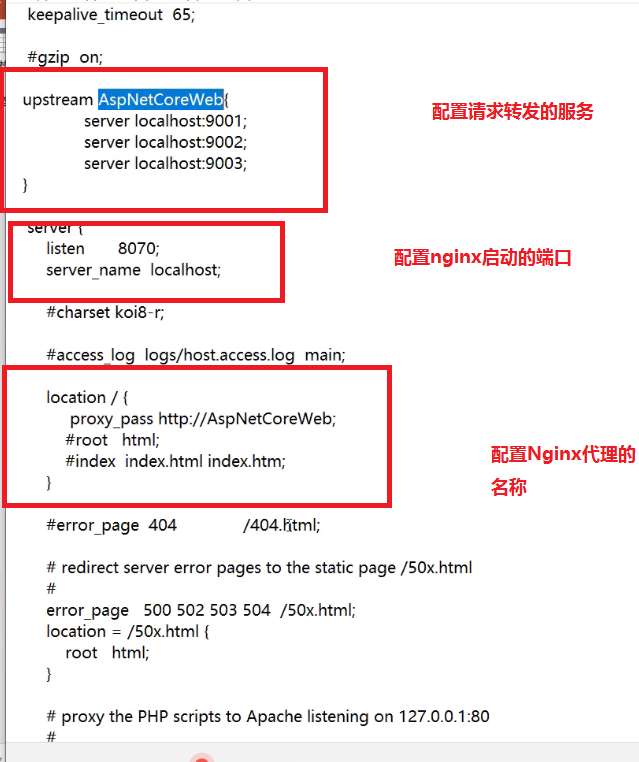 keepalive_timeout  65;
#gzip  on;
upstream AspNetCoreWeb{
配置请求转发的服务
server localhost:9001;
server localhost:9002;
server localhost:9003;
}
server {
listen       8070;
server_name  localhost;
配置nginx启动的端口
#charset koi8-r;
#access_log  logs/host.access.log  main;
location / {
proxy_pass http://AspNetCoreWeb;
#root   html;
#index  index.html index.htm;
配置Nginx代理的
名称
}
#error_page  404              /404.html;
# redirect server error pages to the static page /50x.html
#
error_page   500 502 503 504  /50x.html;
location = /50x.html {
root   html;
}
# proxy the PHP scripts to Apache listening on 127.0.0.1:80
#